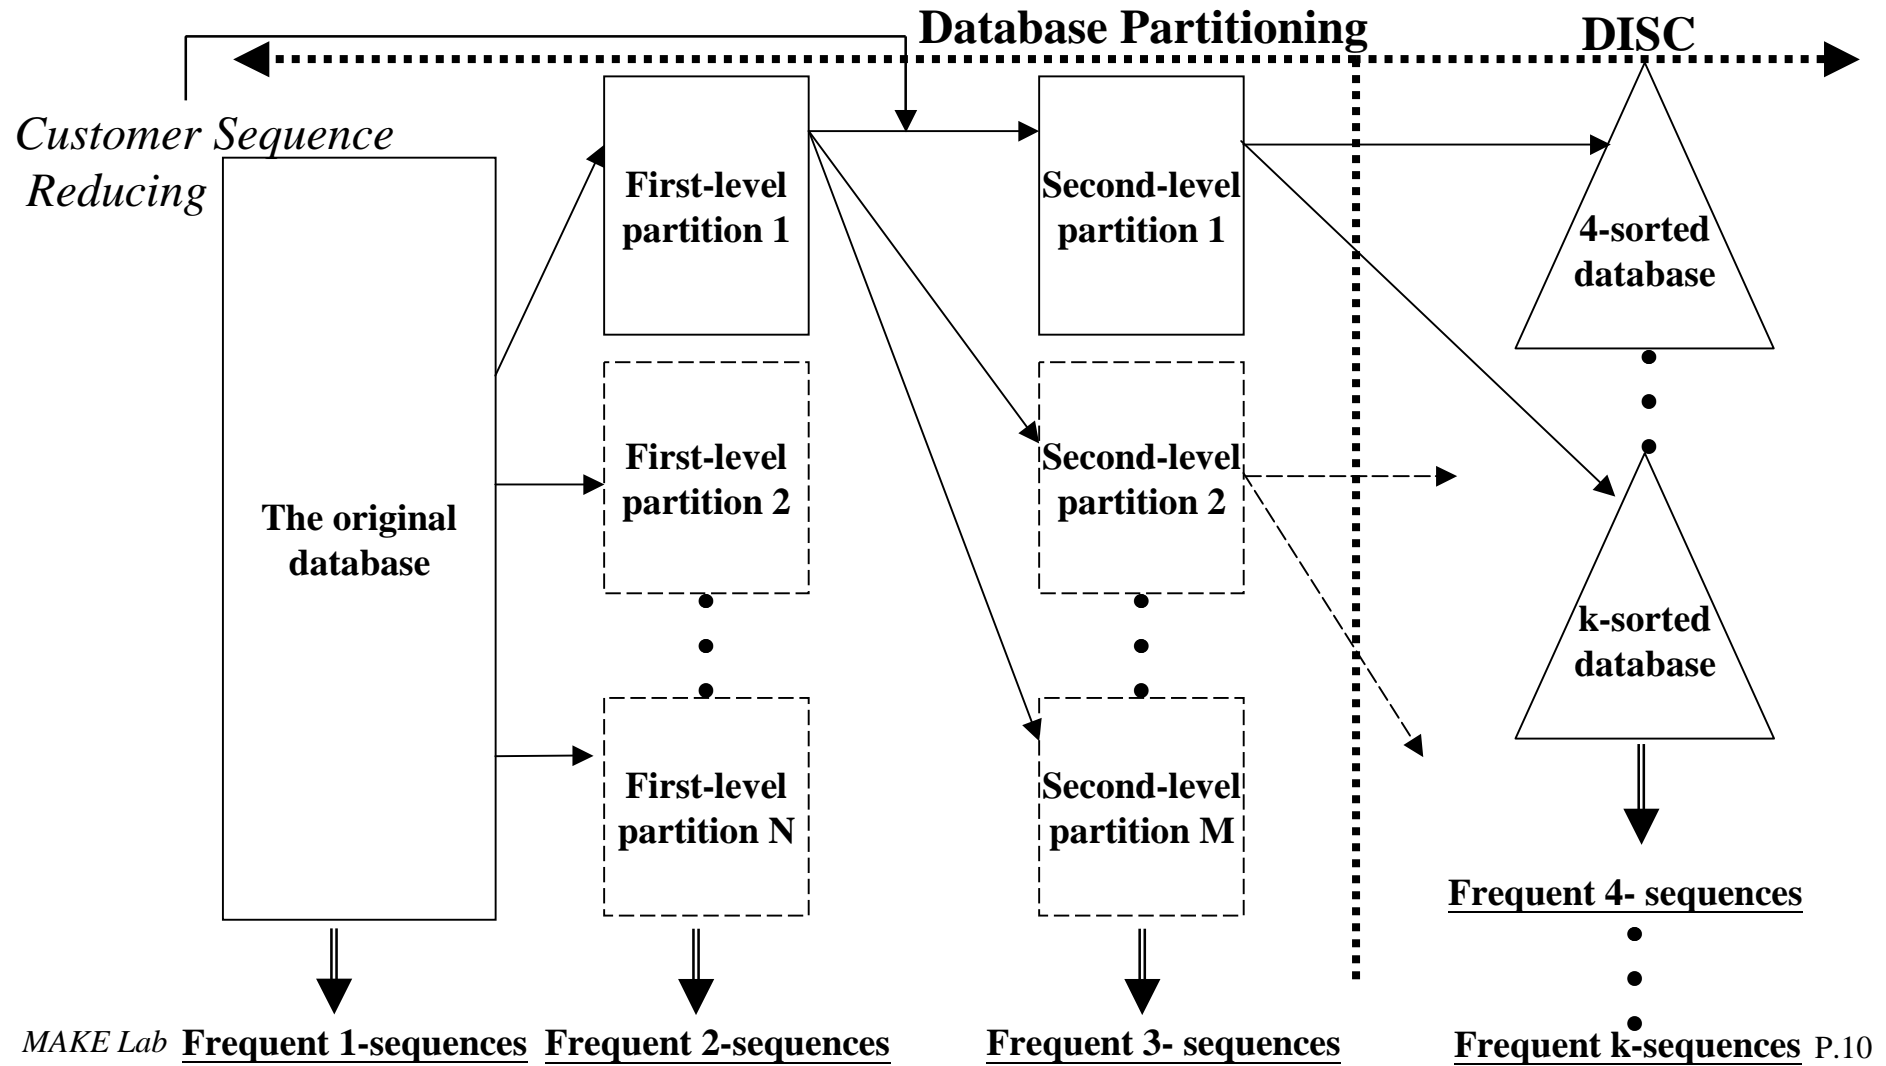 Database Partitioning
DISC
Customer Sequence
Reducing
The original
database
First-level
partition 1
First-level
partition 2
First-level
partition N
Second-level
partition 1
Second-level
partition 2
Second-level
partition M
4-sorted
database
k-sorted
database
Frequent 4- sequences
MAKE Lab
Frequent 1-sequences
Frequent 2-sequences
Frequent 3- sequences
Frequent k-sequences
P.10